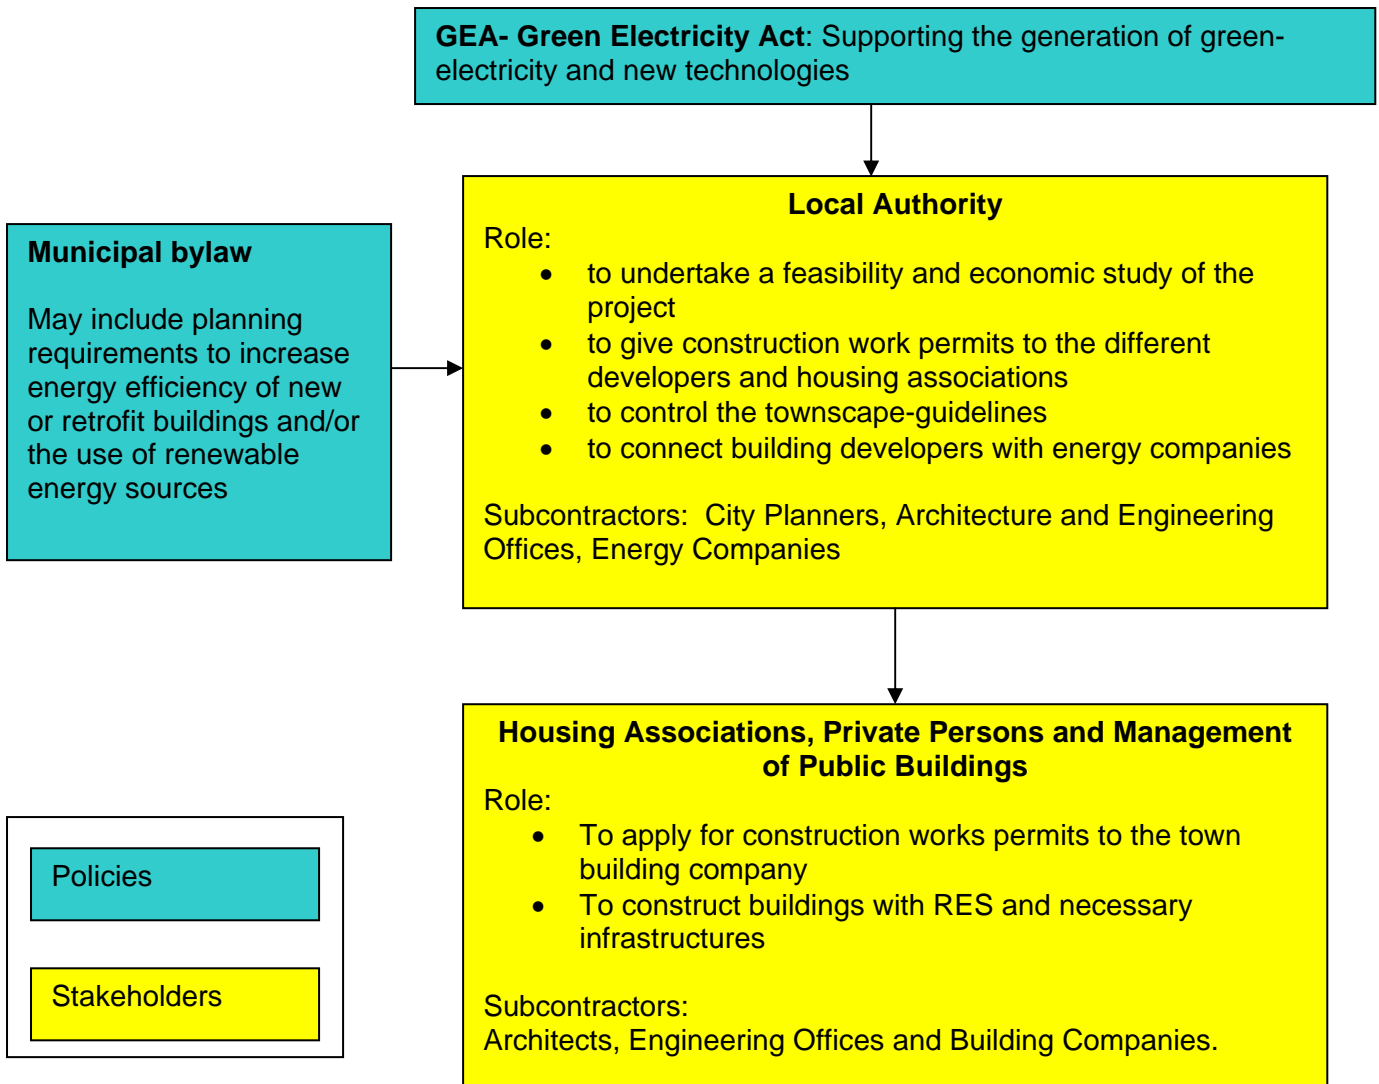 GEA- Green Electricity Act: Supporting the generation of green-
electricity and new technologies
Municipal bylaw
May include planning
requirements to increase
energy efficiency of new
or retrofit buildings and/or
the use of renewable
energy sources
Local Authority
Role:
• to undertake a feasibility and economic study of the
project
• to give construction work permits to the different
developers and housing associations
• to control the townscape-guidelines
• to connect building developers with energy companies
Subcontractors: City Planners, Architecture and Engineering
Offices, Energy Companies
Housing Associations, Private Persons and Management
of Public Buildings
Role:
• To apply for construction works permits to the town
building company
• To construct buildings with RES and necessary
infrastructures
Subcontractors:
Architects, Engineering Offices and Building Companies.
Policies
Stakeholders